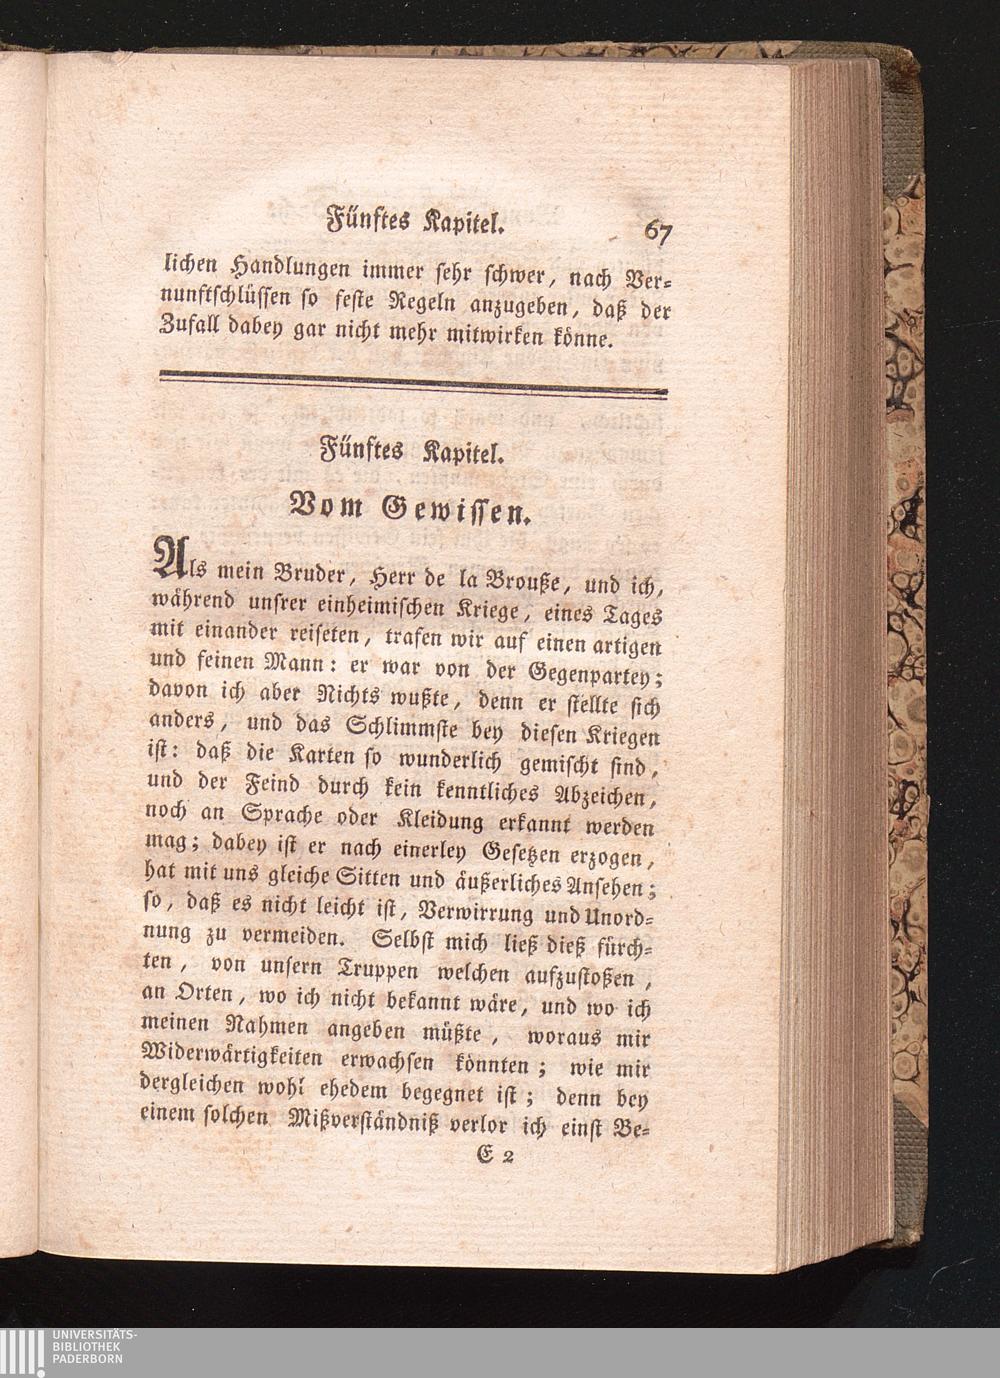 Fünftes Kapitel. 67
lichen Handlungen immer sehr schwer, nach Ver-
nunftschlüssen so feste Regeln anzugeben, daß der
Zufall dabey gar nicht mehr mitwirken könne.
Fünftes Kapitel.
Vom Gewissen.
Als mein Bruder, Herr de la Brouße, und ich,
während unsrer einheimischen Kriege, eines Tages
mit einander reiseten, trafen wir auf einen artigen
und feinen Mann: er war von der Gegenpartey;
davon ich aber Nichts wußte, denn er stellte sich
anders, und das Schlimmste bey diesen Kriegen
ist: daß die Karten so wunderlich gemischt sind,
und der Feind durch kein kenntliches Abzeichen,
noch an Sprache oder Kleidung erkannt werden
mag; dabey ist er nach einerley Gesetzen erzogen,
hat mit uns gleiche Sitten und äußerliches Ansehen;
so, daß es nicht leicht ist, Verwirrung und Unord-
nung zu vermeiden. Selbst mich ließ dieß fürch-
ten, von unsern Truppen welchen aufzustoßen,
an Orten, wo ich nicht bekannt wäre, und wo ich
meinen Nahmen angeben müßte, woraus mir
Widerwärtigkeiten erwachsen könnten; wie mir
dergleichen wohl ehedem begegnet ist; denn bey
einem solchen Mißverständniß verlor ich einst Be-
E 2
UNIVERSITÄTS-
BIBLIOTHEK
PADERBORN